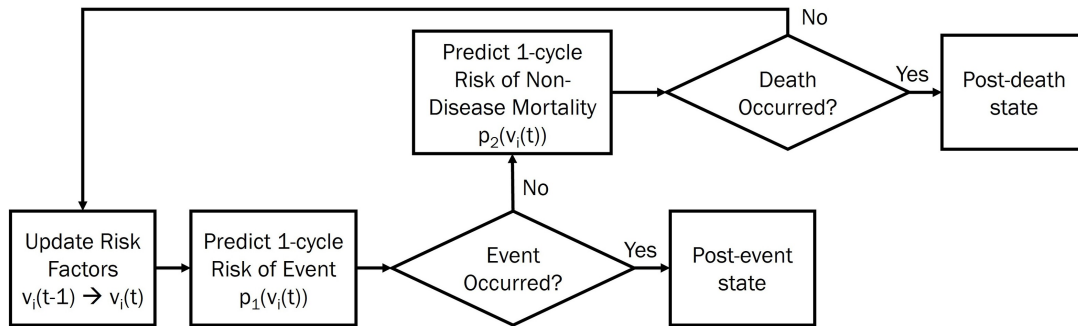 No
Predict 1-cycle
Risk of Non-
Disease Mortality
p₂(vᵢ(t))
Death
Occurred?
Yes
Post-death
state
No
Update Risk
Factors
vᵢ(t-1) → vᵢ(t)
Predict 1-cycle
Risk of Event
p₁(vᵢ(t))
Event
Occurred?
Yes
Post-event
state